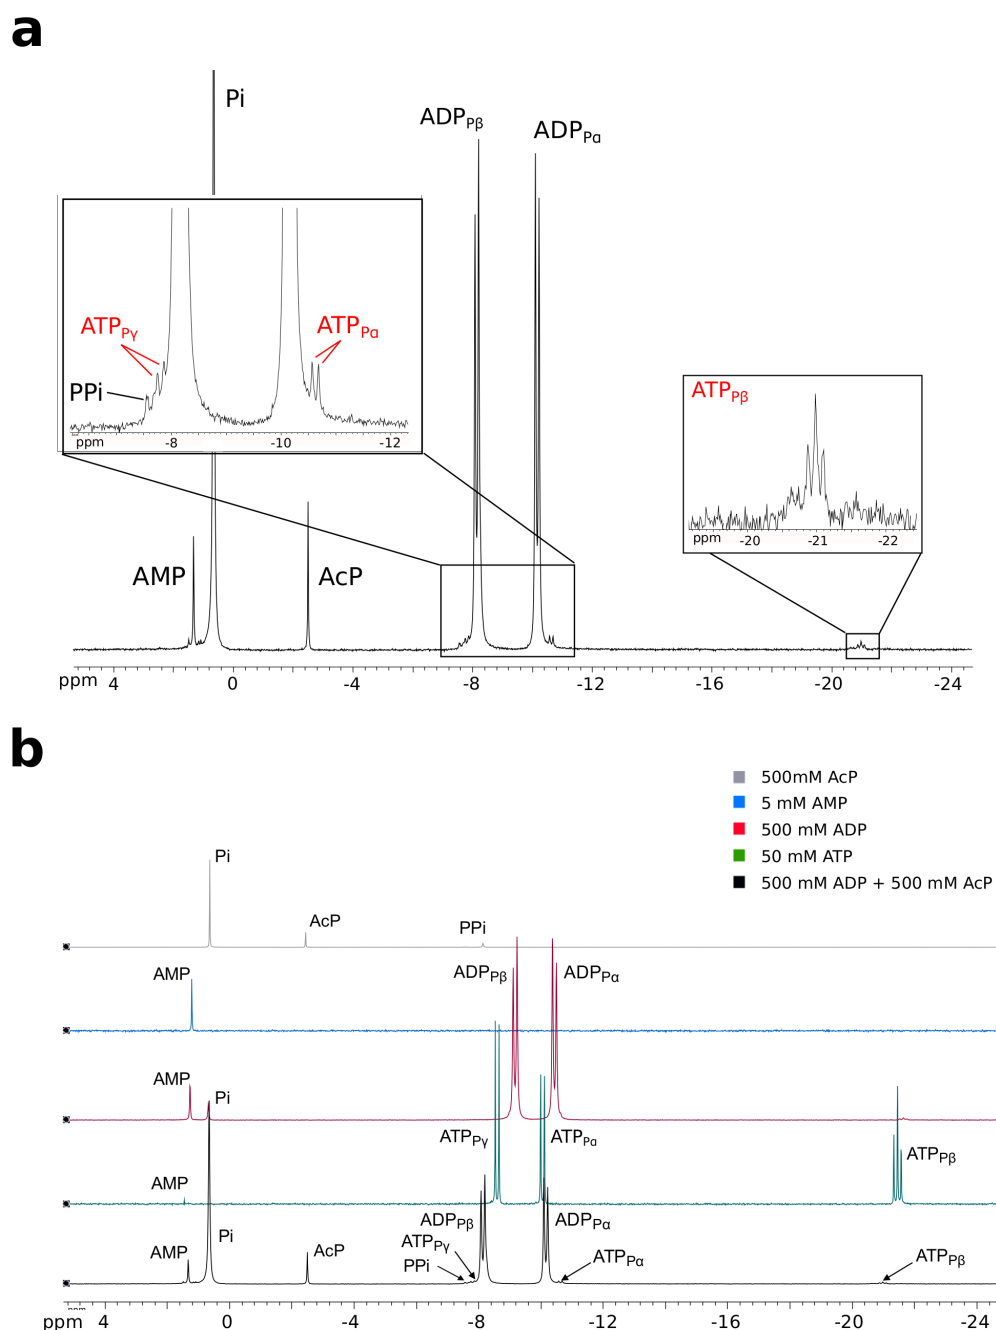 a
Pi
ADPPβ
ADPPα
ATPPγ
ATPPα
PPi
ppm -8 -10 -12
ATPPβ
ppm -20 -21 -22
AMP
AcP
ppm 4 0 -4 -8 -12 -16 -20 -24
b
500mM AcP
5 mM AMP
500 mM ADP
50 mM ATP
500 mM ADP + 500 mM AcP
Pi
AcP
PPi
AMP
ADPPβ
ADPPα
AMP
Pi
ATPPγ
ATPPα
ATPPβ
AMP
ADPPβ
ADPPα
Pi
ATPPγ
AMP
AcP
PPi
ATPPα
ATPPβ
ppm 4 0 -4 -8 -12 -16 -20 -24